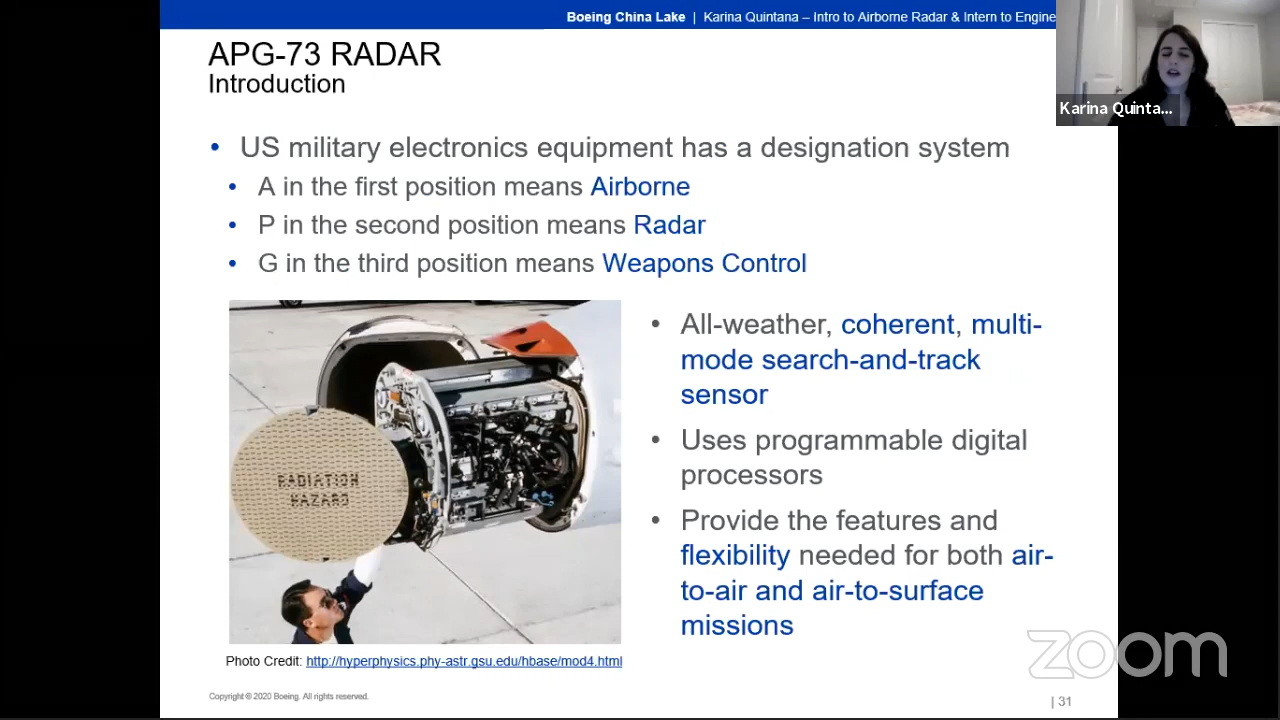 Boeing China Lake | Karina Quintana – Intro to Airborne Radar & Intern to Engine
APG-73 RADAR
Introduction
Karina Quinta...
• US military electronics equipment has a designation system
• A in the first position means Airborne
• P in the second position means Radar
• G in the third position means Weapons Control
RADIATION
HAZARD
• All-weather, coherent, multi-
mode search-and-track
sensor
• Uses programmable digital
processors
• Provide the features and
flexibility needed for both air-
to-air and air-to-surface
missions
Photo Credit: http://hyperphysics.phy-astr.gsu.edu/hbase/mod4.html
Copyright © 2020 Boeing. All rights reserved.
| 31
zoom